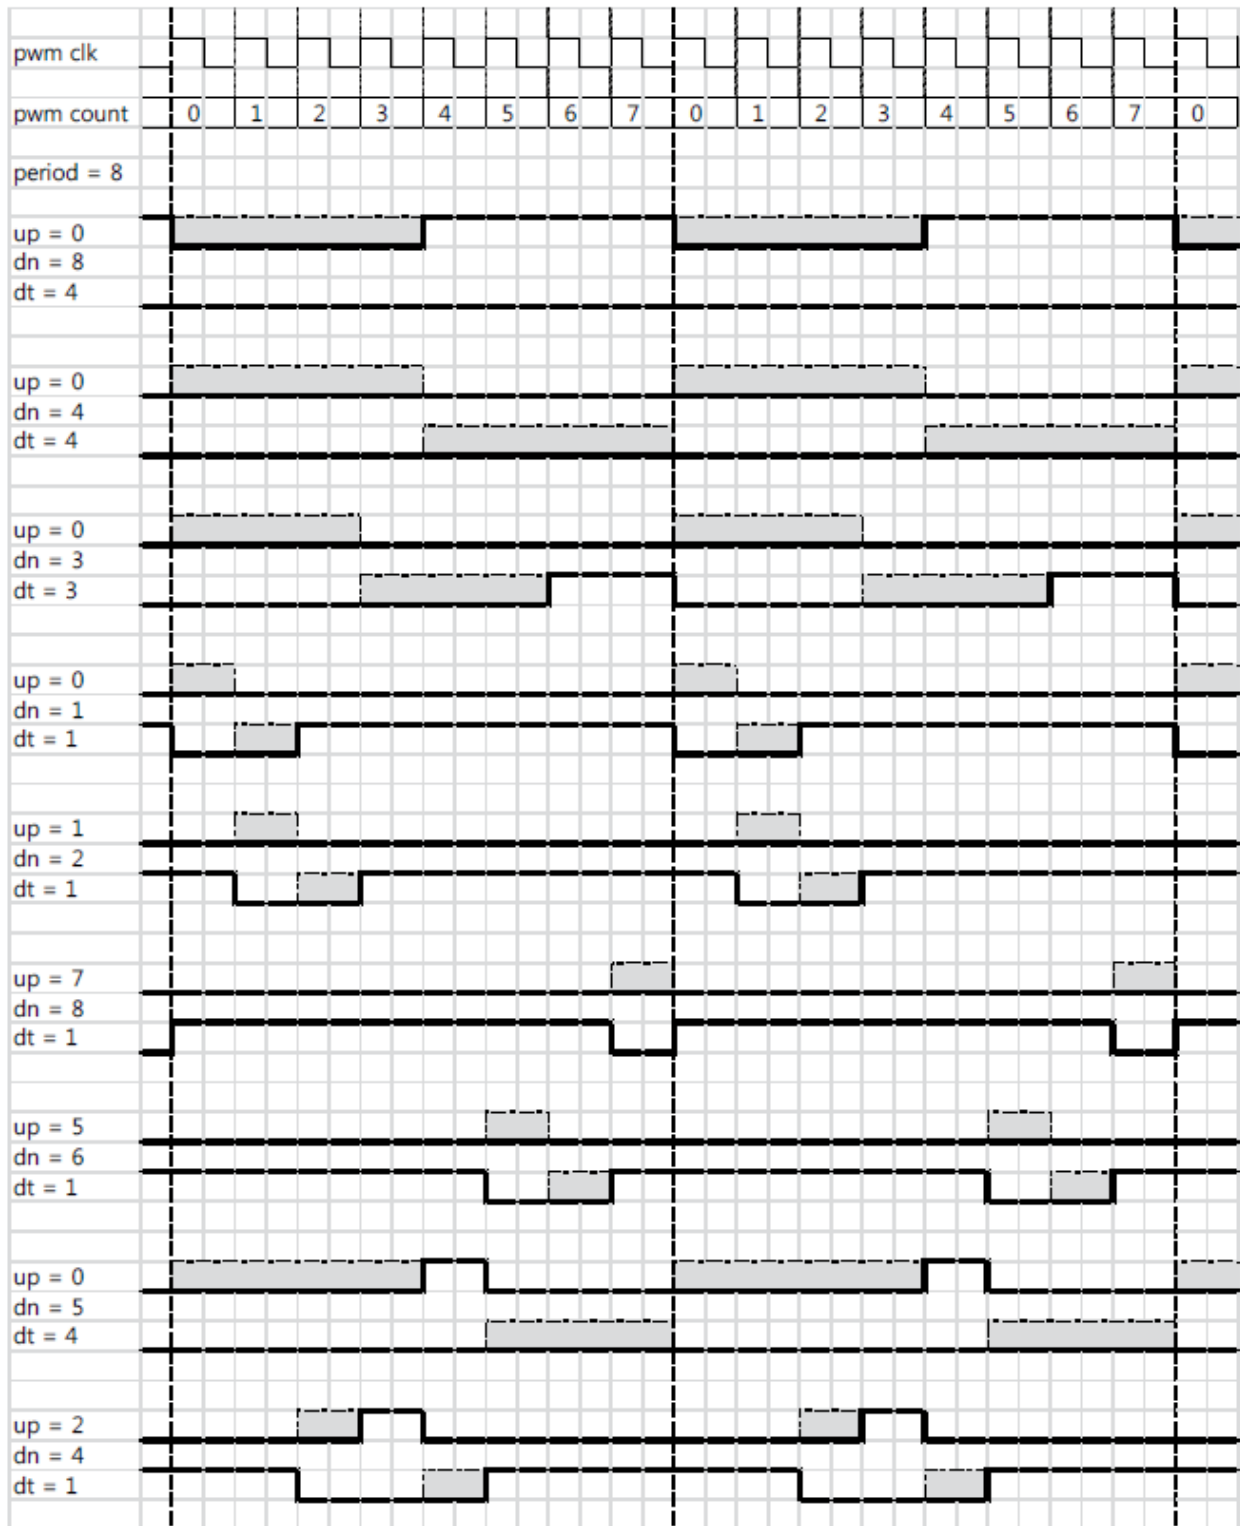 pwm clk
pwm count 0 1 2 3 4 5 6 7 0 1 2 3 4 5 6 7 0
period = 8
up = 0
dn = 8
dt = 4
up = 0
dn = 4
dt = 4
up = 0
dn = 3
dt = 3
up = 0
dn = 1
dt = 1
up = 1
dn = 2
dt = 1
up = 7
dn = 8
dt = 1
up = 5
dn = 6
dt = 1
up = 0
dn = 5
dt = 4
up = 2
dn = 4
dt = 1